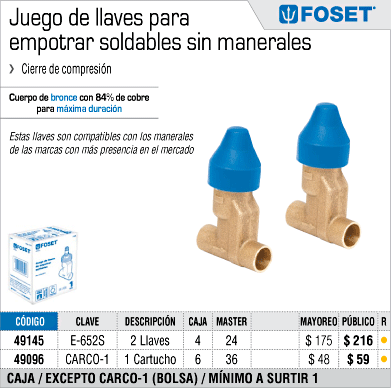 Juego de llaves para
empotrar soldables sin manerales
FOSET®
❯ Cierre de compresión
Cuerpo de bronce con 84% de cobre
para máxima duración
Estas llaves son compatibles con los manerales
de las marcas con más presencia en el mercado
FOSET
CÓDIGO CLAVE DESCRIPCIÓN CAJA MASTER MAYOREO PÚBLICO R
49145 E-652S 2 Llaves 4 24 $ 175 $ 216
49096 CARCO-1 1 Cartucho 6 36 $ 48 $ 59
CAJA / EXCEPTO CARCO-1 (BOLSA) / MÍNIMO A SURTIR 1